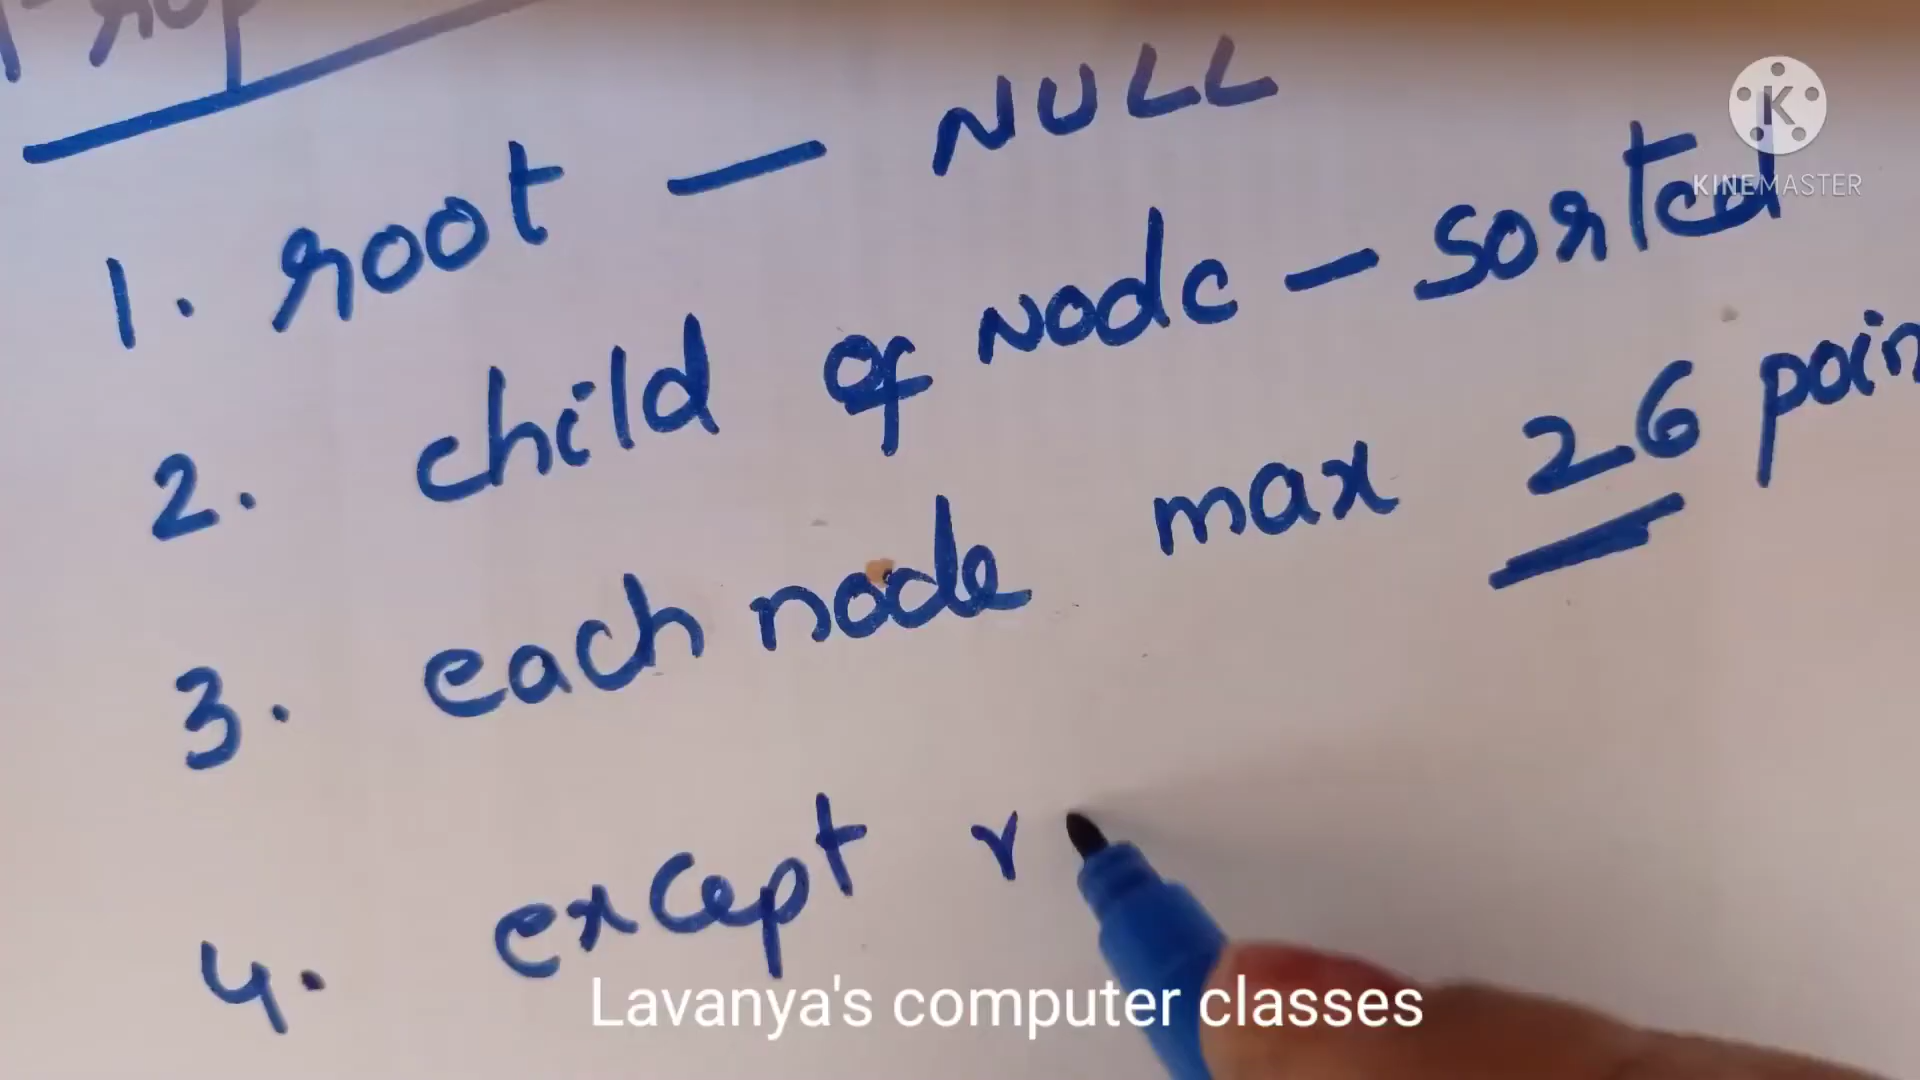 1. root — NULL
2. child of Node – sorted
3. each node max 26 poin
4. except r
KINEMASTER
Lavanya's computer classes